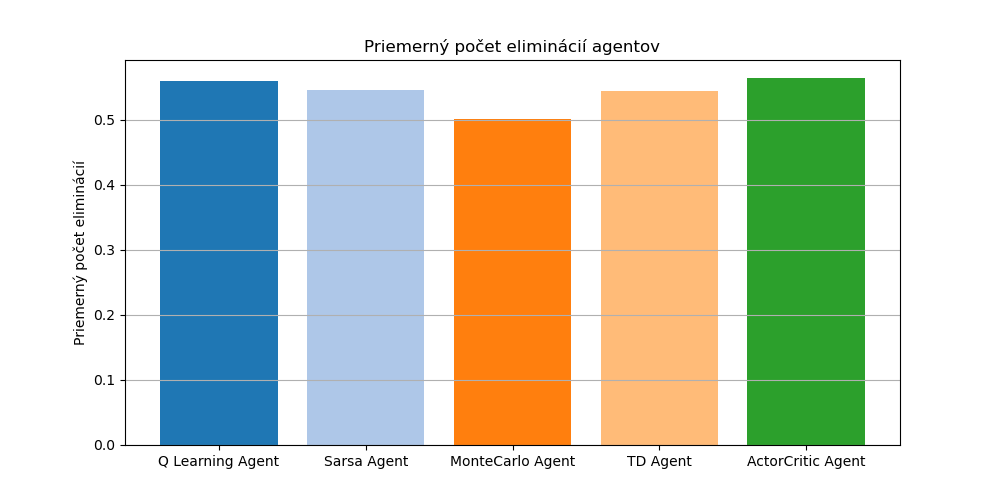 Priemerný počet eliminácií agentov
Priemerný počet eliminácií
0.5
0.4
0.3
0.2
0.1
0.0
Q Learning Agent
Sarsa Agent
MonteCarlo Agent
TD Agent
ActorCritic Agent